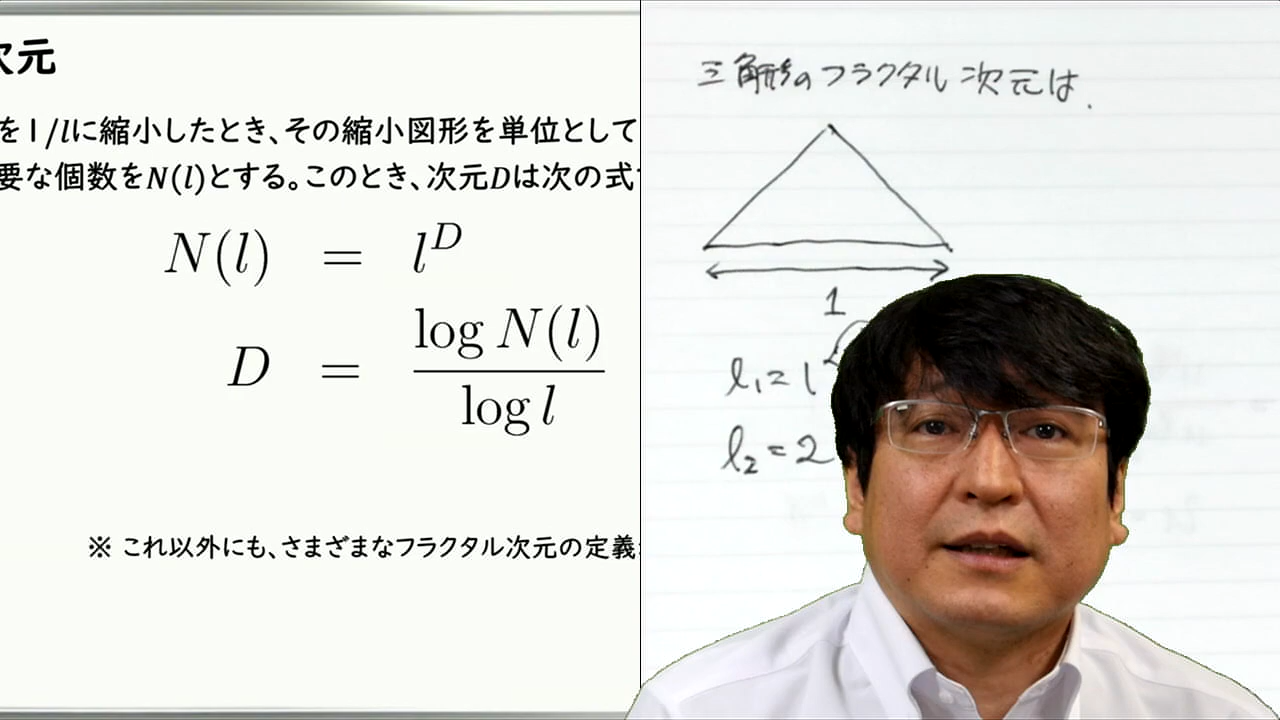 次元
を1/lに縮小したとき、その縮小図形を単位として
要な個数をN(l)とする。このとき、次元Dは次の式
N(l) = l^D
D = log N(l) / log l
※ これ以外にも、さまざまなフラクタル次元の定義
三角形のフラクタル次元は、
1
l₁=1
l₂=2